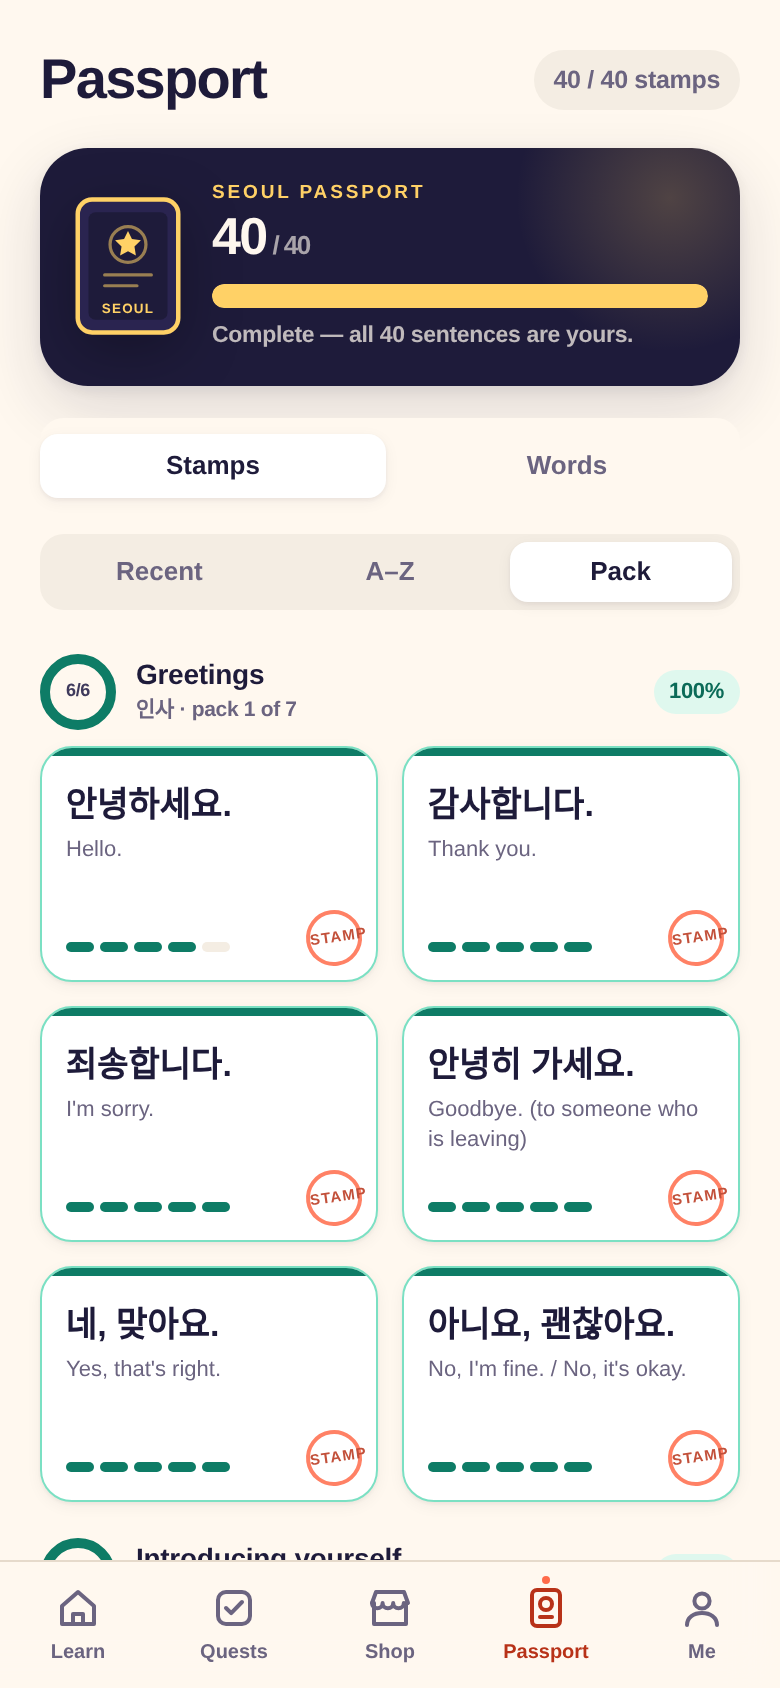 Passport
40 / 40 stamps
SEOUL PASSPORT
40 / 40
SEOUL
Complete — all 40 sentences are yours.
Stamps
Words
Recent
A–Z
Pack
6/6
Greetings
인사 · pack 1 of 7
100%
안녕하세요.
Hello.
STAMP
감사합니다.
Thank you.
STAMP
죄송합니다.
I'm sorry.
STAMP
안녕히 가세요.
Goodbye. (to someone who
is leaving)
STAMP
네, 맞아요.
Yes, that's right.
STAMP
아니요, 괜찮아요.
No, I'm fine. / No, it's okay.
STAMP
Introducing yourself
Learn
Quests
Shop
Passport
Me